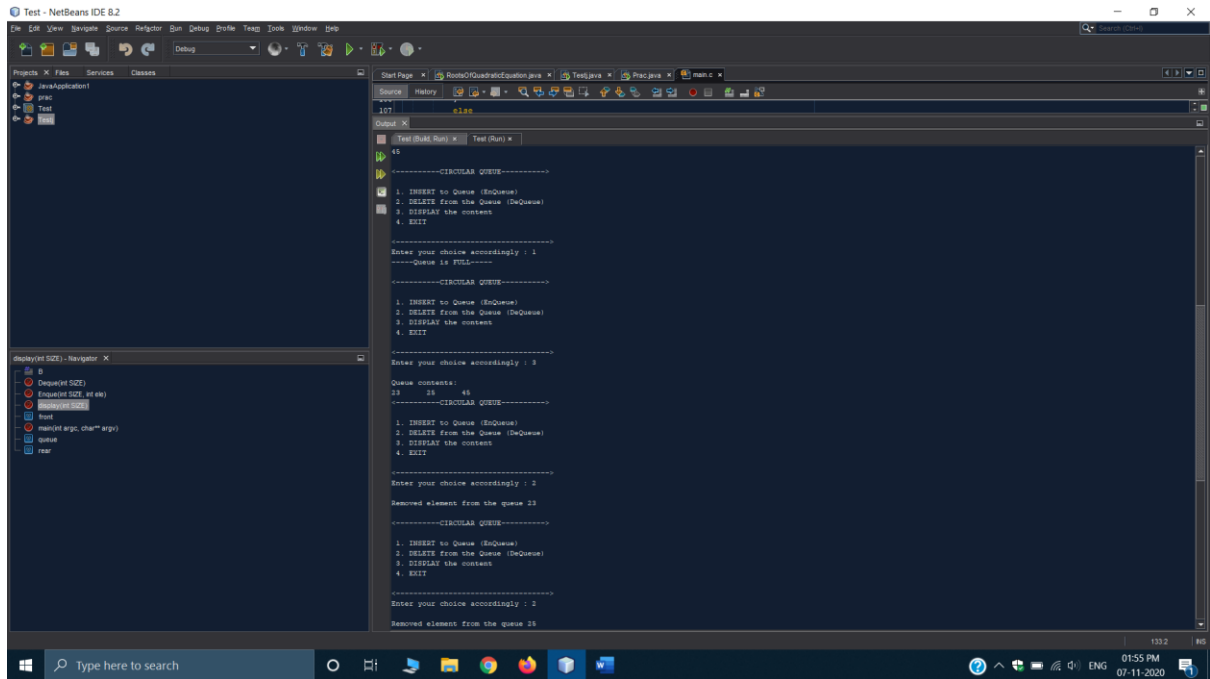 Test - NetBeans IDE 8.2
File Edit View Navigate Source Refactor Run Debug Profile Team Tools Window Help
Search (Ctrl+I)
Debug
Projects Files Services Classes
JavaApplication1
prac
Test
Testj
Start Page RootsOfQuadraticEquation.java Testj.java Prac.java main.c
Source History
107 else
Output
Test (Build, Run) Test (Run)
45
<----------CIRCULAR QUEUE---------->
1. INSERT to Queue (EnQueue)
2. DELETE from the Queue (DeQueue)
3. DISPLAY the content
4. EXIT
<---------------------------------->
Enter your choice accordingly : 1
-----Queue is FULL-----
<----------CIRCULAR QUEUE---------->
1. INSERT to Queue (EnQueue)
2. DELETE from the Queue (DeQueue)
3. DISPLAY the content
4. EXIT
<---------------------------------->
Enter your choice accordingly : 3
Queue contents:
23 25 45
<----------CIRCULAR QUEUE---------->
1. INSERT to Queue (EnQueue)
2. DELETE from the Queue (DeQueue)
3. DISPLAY the content
4. EXIT
<---------------------------------->
Enter your choice accordingly : 2
Removed element from the queue 23
<----------CIRCULAR QUEUE---------->
1. INSERT to Queue (EnQueue)
2. DELETE from the Queue (DeQueue)
3. DISPLAY the content
4. EXIT
<---------------------------------->
Enter your choice accordingly : 2
Removed element from the queue 25
display(int SIZE) - Navigator
Deque(int SIZE)
Enque(int SIZE, int ele)
display(int SIZE)
front
main(int argc, char** argv)
queue
rear
133:2 INS
Type here to search
ENG
01:55 PM
07-11-2020